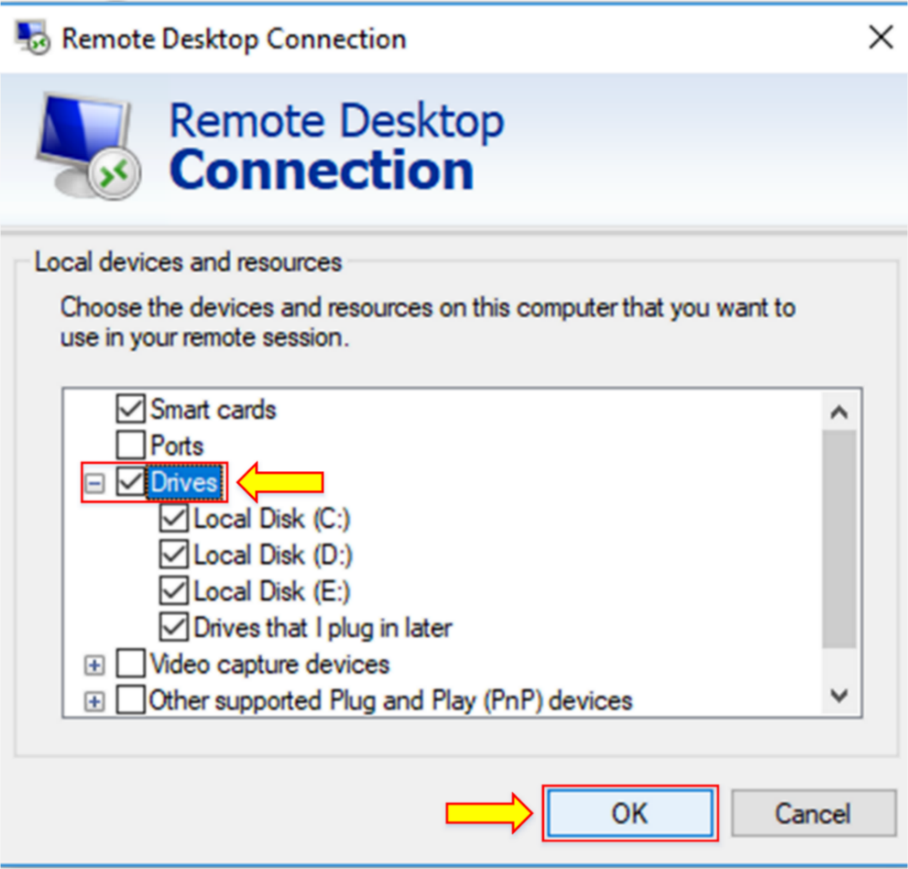 Remote Desktop Connection
Remote Desktop
Connection
Local devices and resources
Choose the devices and resources on this computer that you want to
use in your remote session.
Smart cards
Ports
Drives
Local Disk (C:)
Local Disk (D:)
Local Disk (E:)
Drives that I plug in later
Video capture devices
Other supported Plug and Play (PnP) devices
OK
Cancel